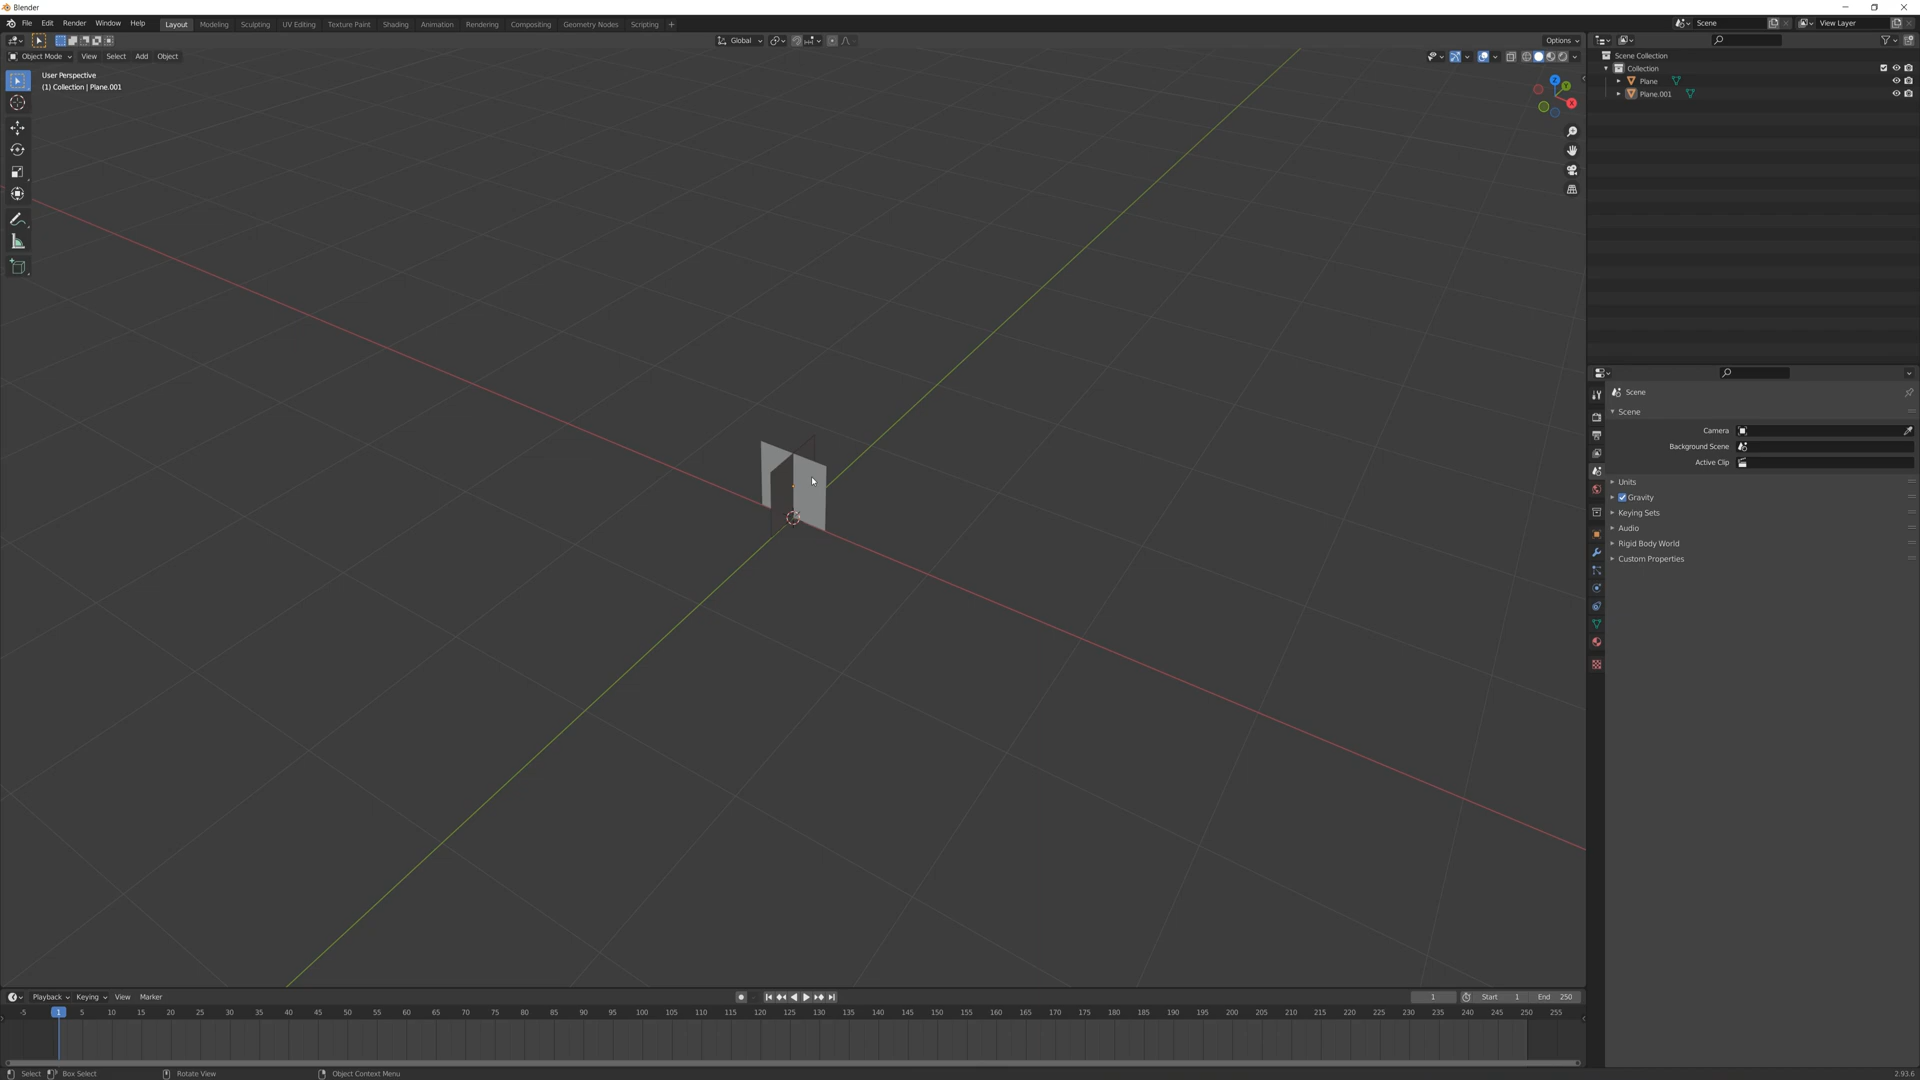 Blender
File Edit Render Window Help Layout Modeling Sculpting UV Editing Texture Paint Shading Animation Rendering Compositing Geometry Nodes Scripting + Scene View Layer
Global Options
Object Mode View Select Add Object
User Perspective
(1) Collection | Plane.001
Z
Y
X
Scene Collection
Collection
Plane
Plane.001
Scene
Scene
Camera
Background Scene
Active Clip
Units
Gravity
Keying Sets
Audio
Rigid Body World
Custom Properties
Playback Keying View Marker 1 Start 1 End 250
-5 1 5 10 15 20 25 30 35 40 45 50 55 60 65 70 75 80 85 90 95 100 105 110 115 120 125 130 135 140 145 150 155 160 165 170 175 180 185 190 195 200 205 210 215 220 225 230 235 240 245 250 255
Select Box Select Rotate View Object Context Menu 2.93.6